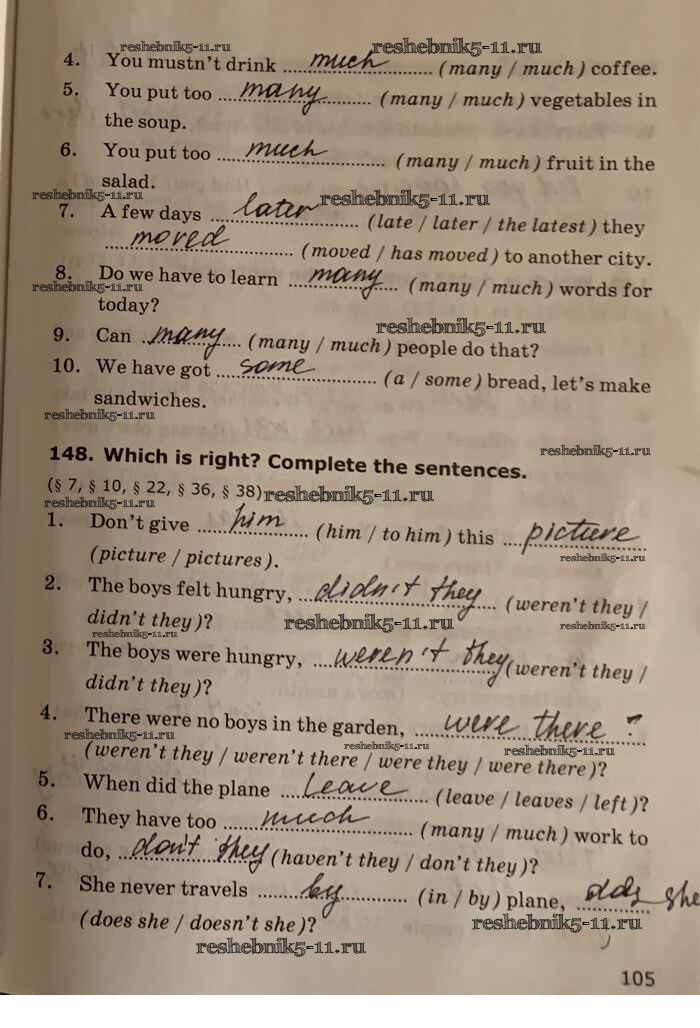 reshebnik5-11.ru reshebnik5-11.ru
4. You mustn't drink much (many / much) coffee.
5. You put too many (many / much) vegetables in
the soup.
6. You put too much (many / much) fruit in the
salad.
reshebnik5-11.ru reshebnik5-11.ru
7. A few days later (late / later / the latest) they
moved (moved / has moved) to another city.
8. Do we have to learn many (many / much) words for
reshebnik5-11.ru
today?
reshebnik5-11.ru
9. Can many (many / much) people do that?
10. We have got some (a / some) bread, let's make
sandwiches.
reshebnik5-11.ru
reshebnik5-11.ru
148. Which is right? Complete the sentences.
(§ 7, § 10, § 22, § 36, § 38) reshebnik5-11.ru
reshebnik5-11.ru
1. Don't give him (him / to him) this picture
(picture / pictures).
reshebnik5-11.ru
2. The boys felt hungry, didn't they (weren't they /
didn't they)?
reshebnik5-11.ru reshebnik5-11.ru
reshebnik5-11.ru
3. The boys were hungry, weren't they (weren't they /
didn't they)?
4. There were no boys in the garden, were there ?
reshebnik5-11.ru reshebnik5-11.ru reshebnik5-11.ru
(weren't they / weren't there / were they / were there)?
5. When did the plane leave (leave / leaves / left)?
6. They have too much (many / much) work to
do, don't they (haven't they / don't they)?
7. She never travels by (in / by) plane, she
(does she / doesn't she)?
reshebnik5-11.ru
reshebnik5-11.ru
105